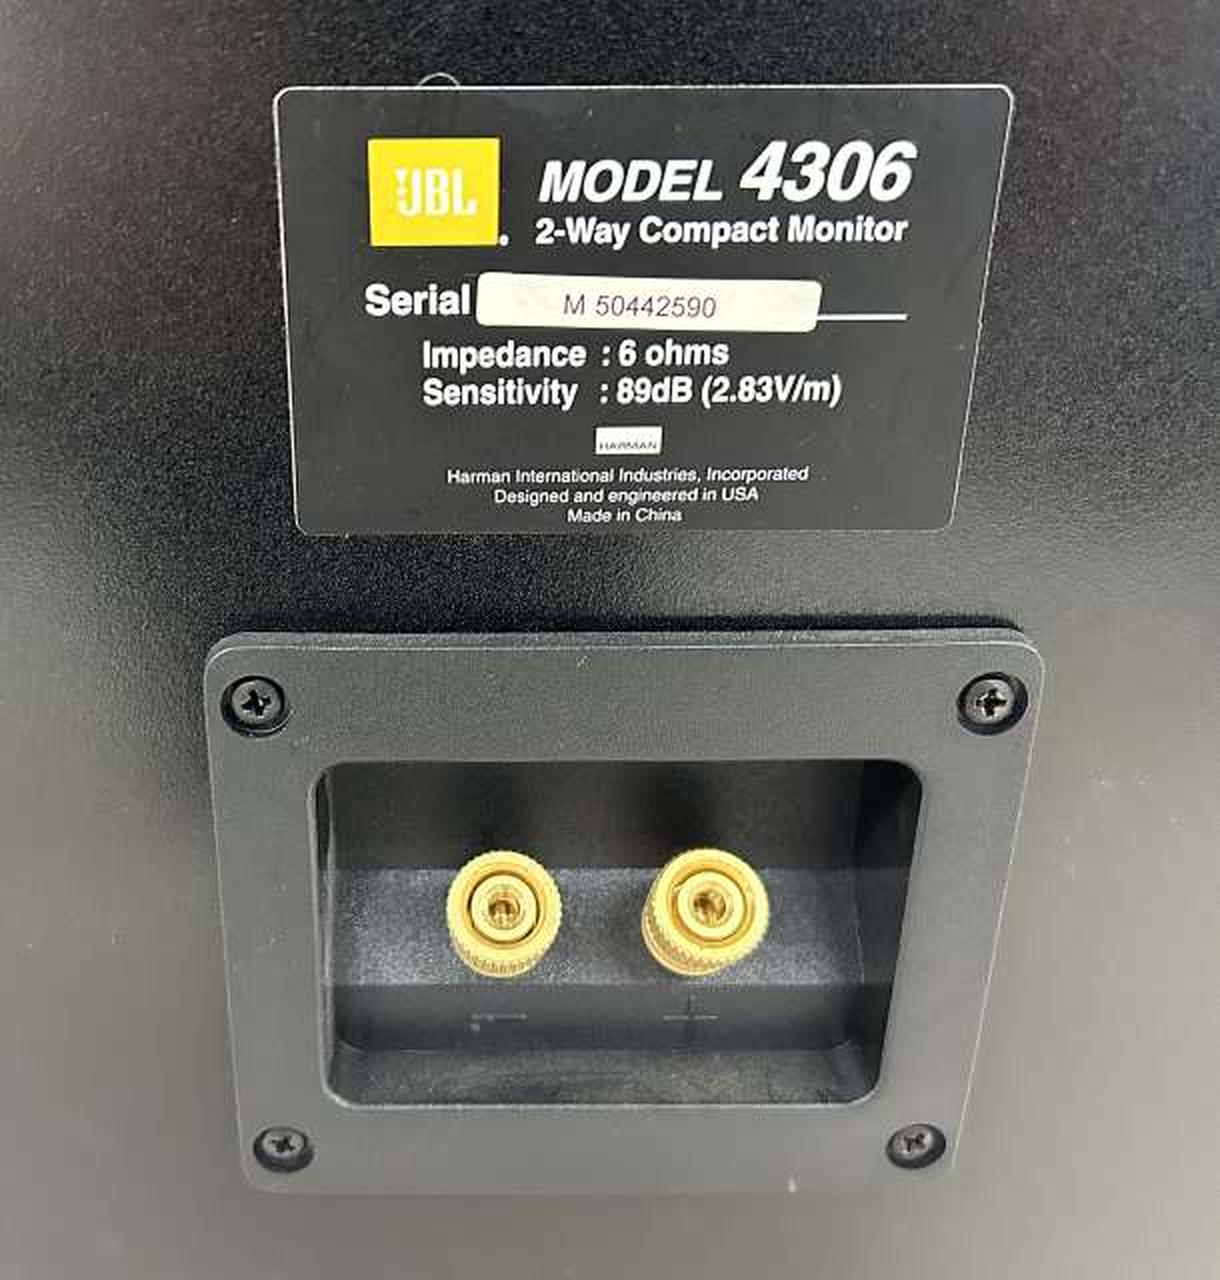 JBL
MODEL 4306
2-Way Compact Monitor
Serial M 50442590
Impedance : 6 ohms
Sensitivity : 89dB (2.83V/m)
HARMAN
Harman International Industries, Incorporated
Designed and engineered in USA
Made in China
- +